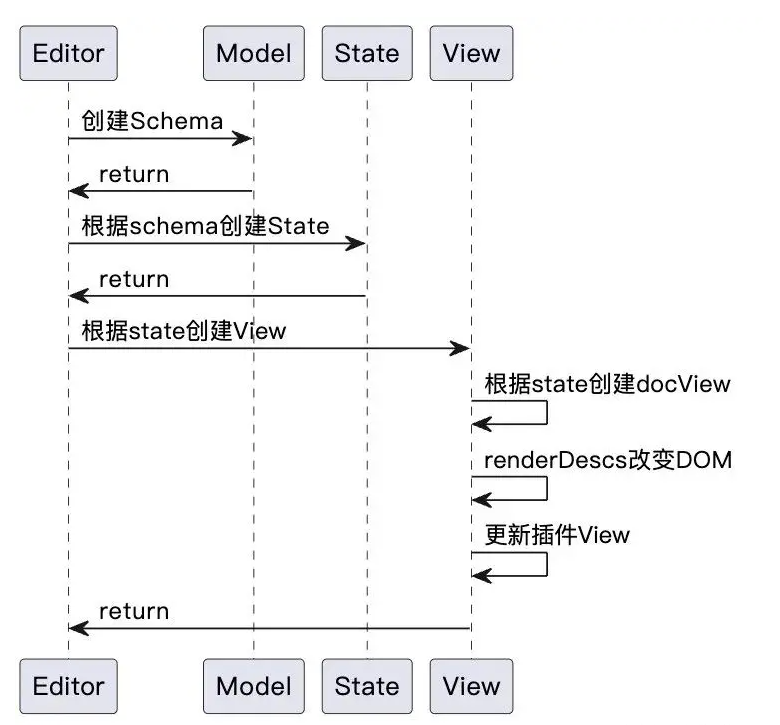 Editor
Model
State
View
创建Schema
return
根据schema创建State
return
根据state创建View
根据state创建docView
renderDescs改变DOM
更新插件View
return
Editor
Model
State
View